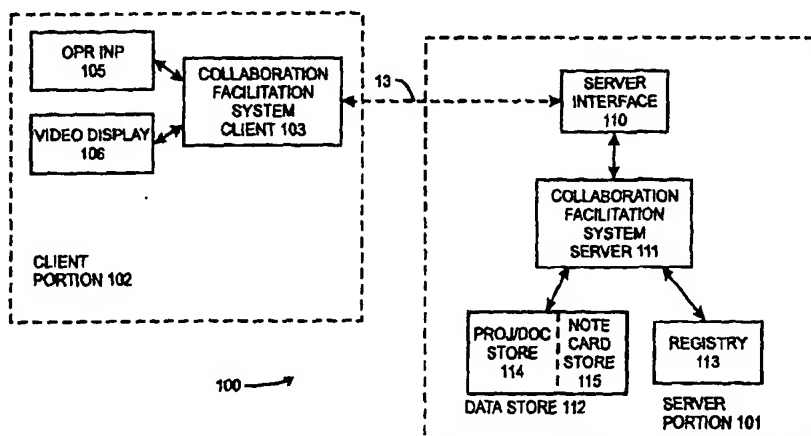 OPR INP
105
VIDEO DISPLAY
106
COLLABORATION
FACILITATION
SYSTEM
CLIENT 103
CLIENT
PORTION 102
13
100
SERVER
INTERFACE
110
COLLABORATION
FACILITATION
SYSTEM
SERVER 111
PROJ/DOC
STORE
114
NOTE
CARD
STORE
115
DATA STORE 112
REGISTRY
113
SERVER
PORTION 101